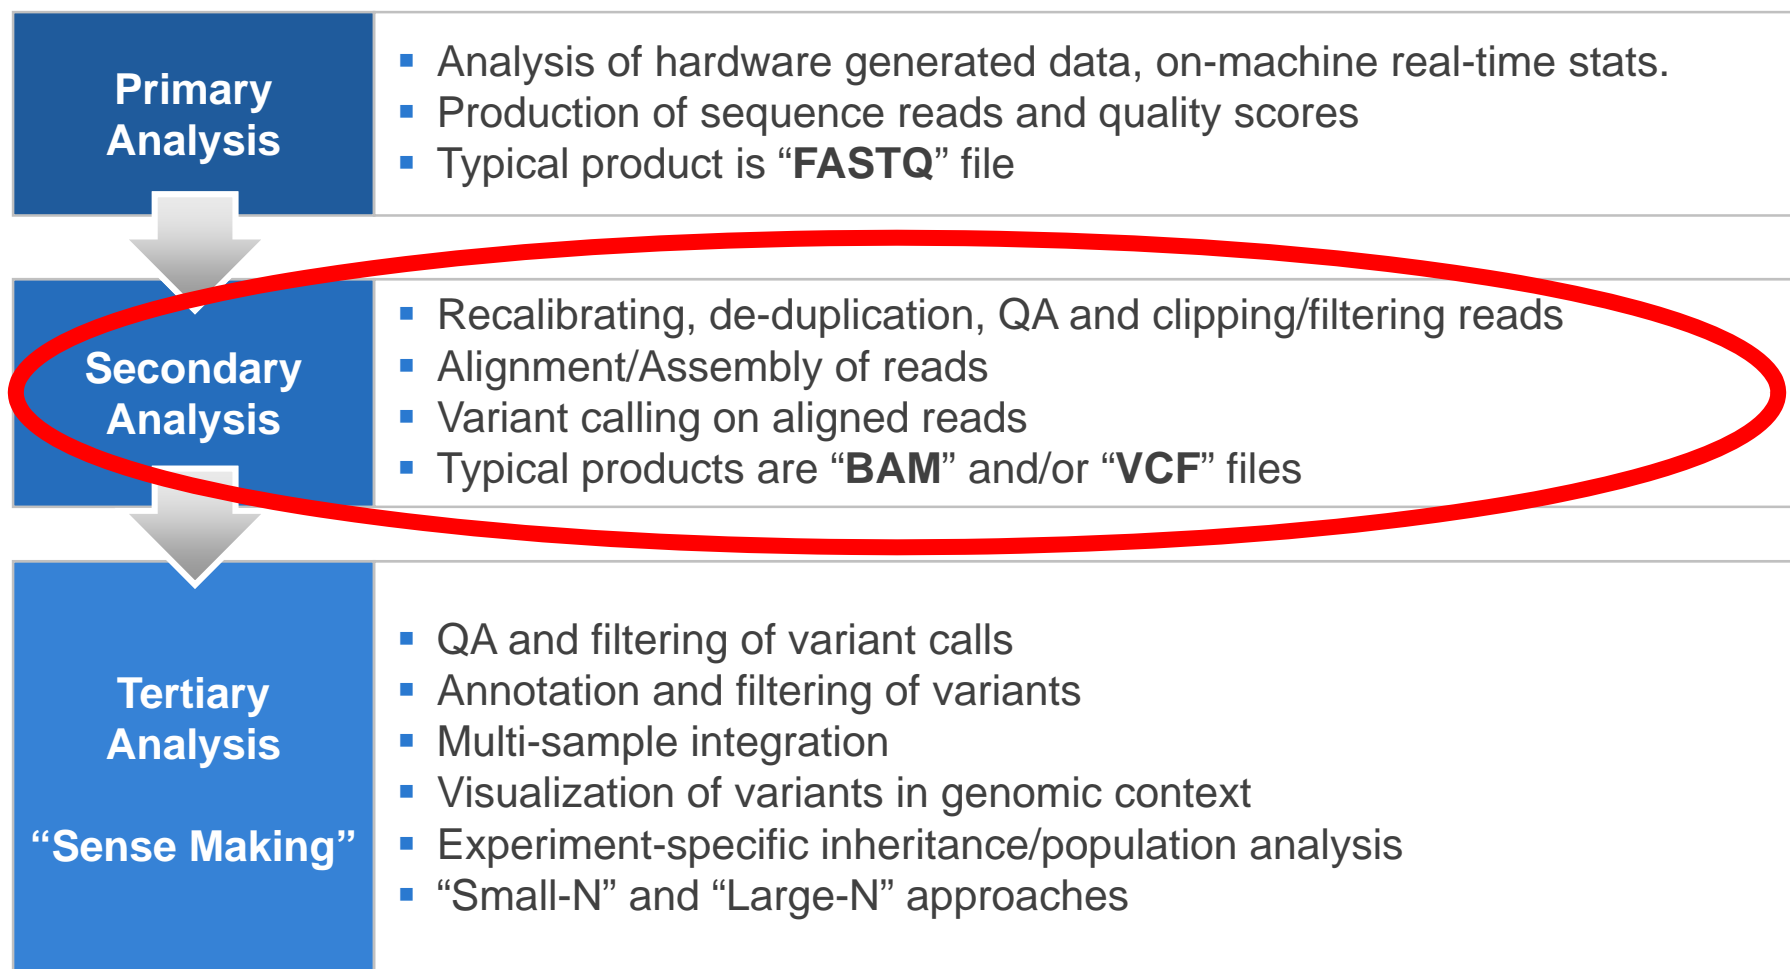 Primary
Analysis
▪ Analysis of hardware generated data, on-machine real-time stats.
▪ Production of sequence reads and quality scores
▪ Typical product is “FASTQ” file
Secondary
Analysis
▪ Recalibrating, de-duplication, QA and clipping/filtering reads
▪ Alignment/Assembly of reads
▪ Variant calling on aligned reads
▪ Typical products are “BAM” and/or “VCF” files
Tertiary
Analysis
“Sense Making”
▪ QA and filtering of variant calls
▪ Annotation and filtering of variants
▪ Multi-sample integration
▪ Visualization of variants in genomic context
▪ Experiment-specific inheritance/population analysis
▪ “Small-N” and “Large-N” approaches